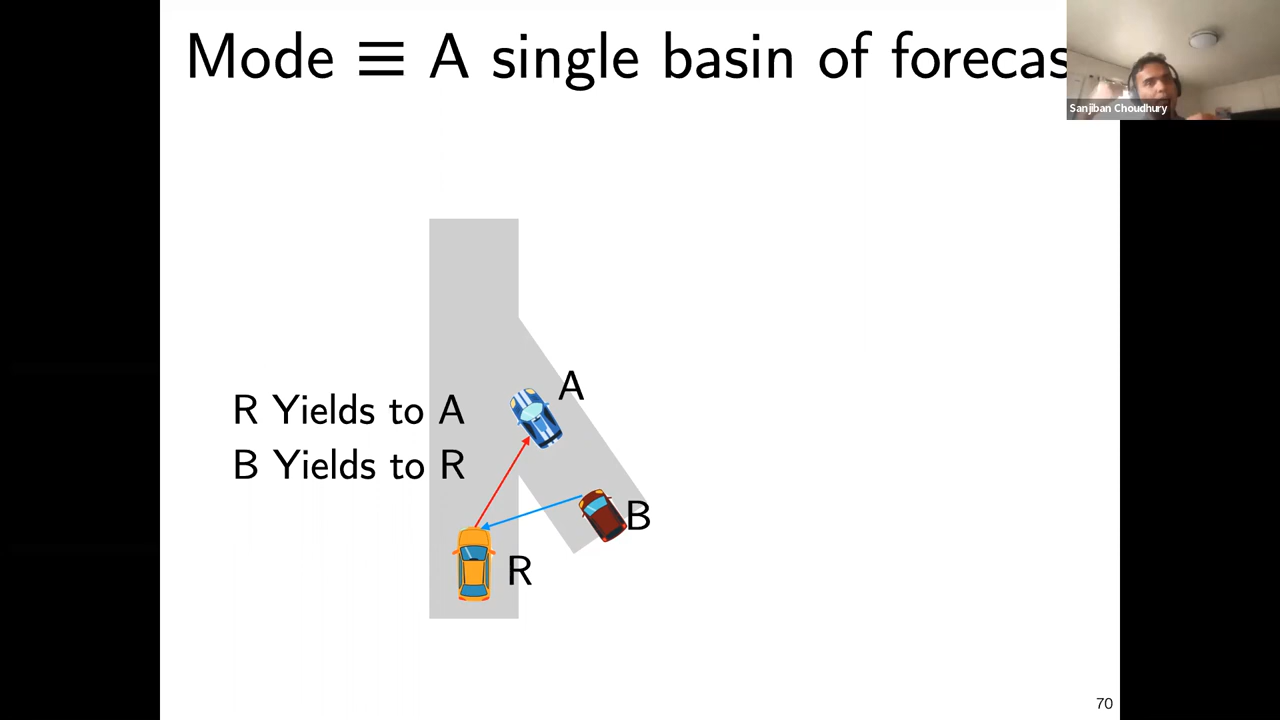 Mode ≡ A single basin of forecas
Sanjiban Choudhury
A
R Yields to A
B Yields to R
B
R
70